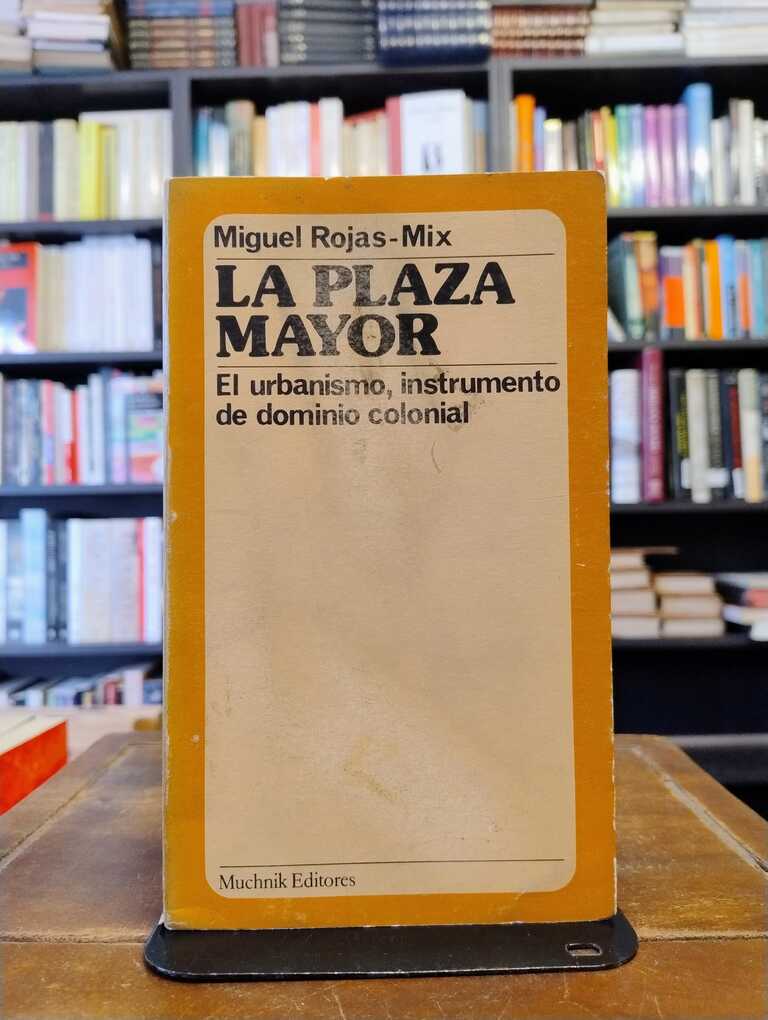 Miguel Rojas-Mix
LA PLAZA
MAYOR
El urbanismo, instrumento
de dominio colonial
Muchnik Editores